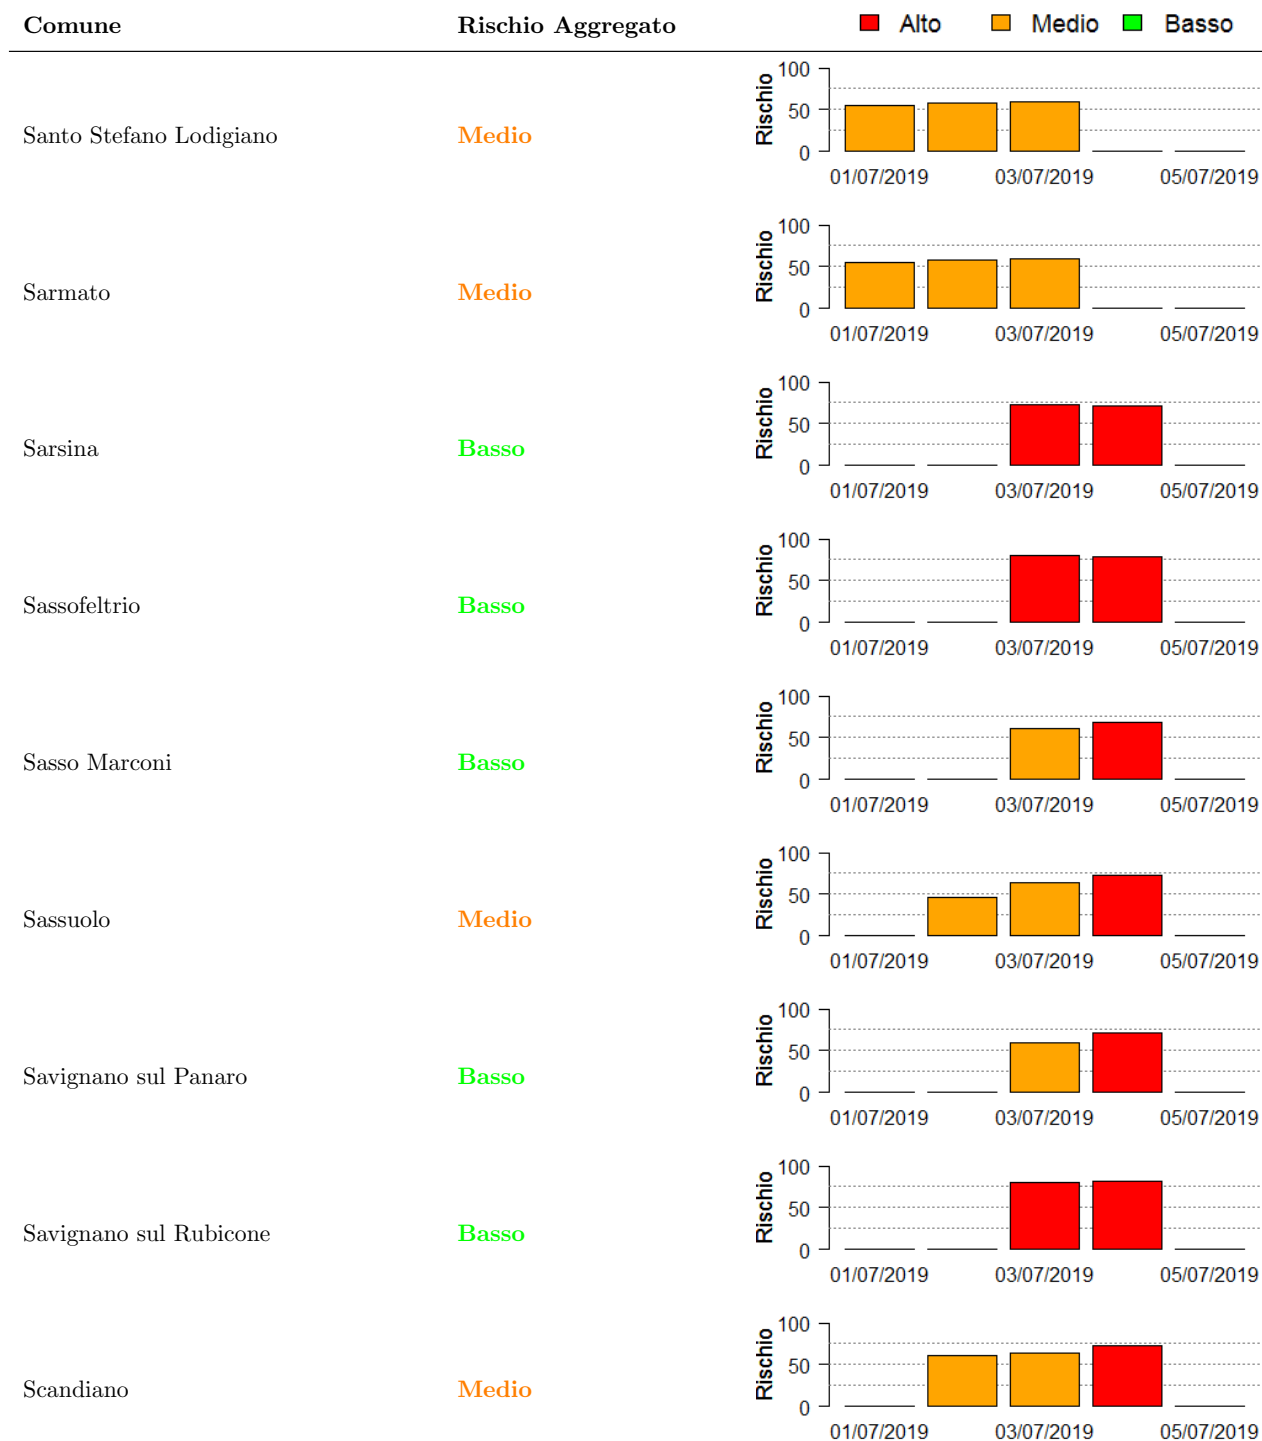 Comune Rischio Aggregato Alto Medio Basso
Santo Stefano Lodigiano Medio
Rischio
100
50
0
01/07/2019 03/07/2019 05/07/2019
Sarmato Medio
Rischio
100
50
0
01/07/2019 03/07/2019 05/07/2019
Sarsina Basso
Rischio
100
50
0
01/07/2019 03/07/2019 05/07/2019
Sassofeltrio Basso
Rischio
100
50
0
01/07/2019 03/07/2019 05/07/2019
Sasso Marconi Basso
Rischio
100
50
0
01/07/2019 03/07/2019 05/07/2019
Sassuolo Medio
Rischio
100
50
0
01/07/2019 03/07/2019 05/07/2019
Savignano sul Panaro Basso
Rischio
100
50
0
01/07/2019 03/07/2019 05/07/2019
Savignano sul Rubicone Basso
Rischio
100
50
0
01/07/2019 03/07/2019 05/07/2019
Scandiano Medio
Rischio
100
50
0
01/07/2019 03/07/2019 05/07/2019